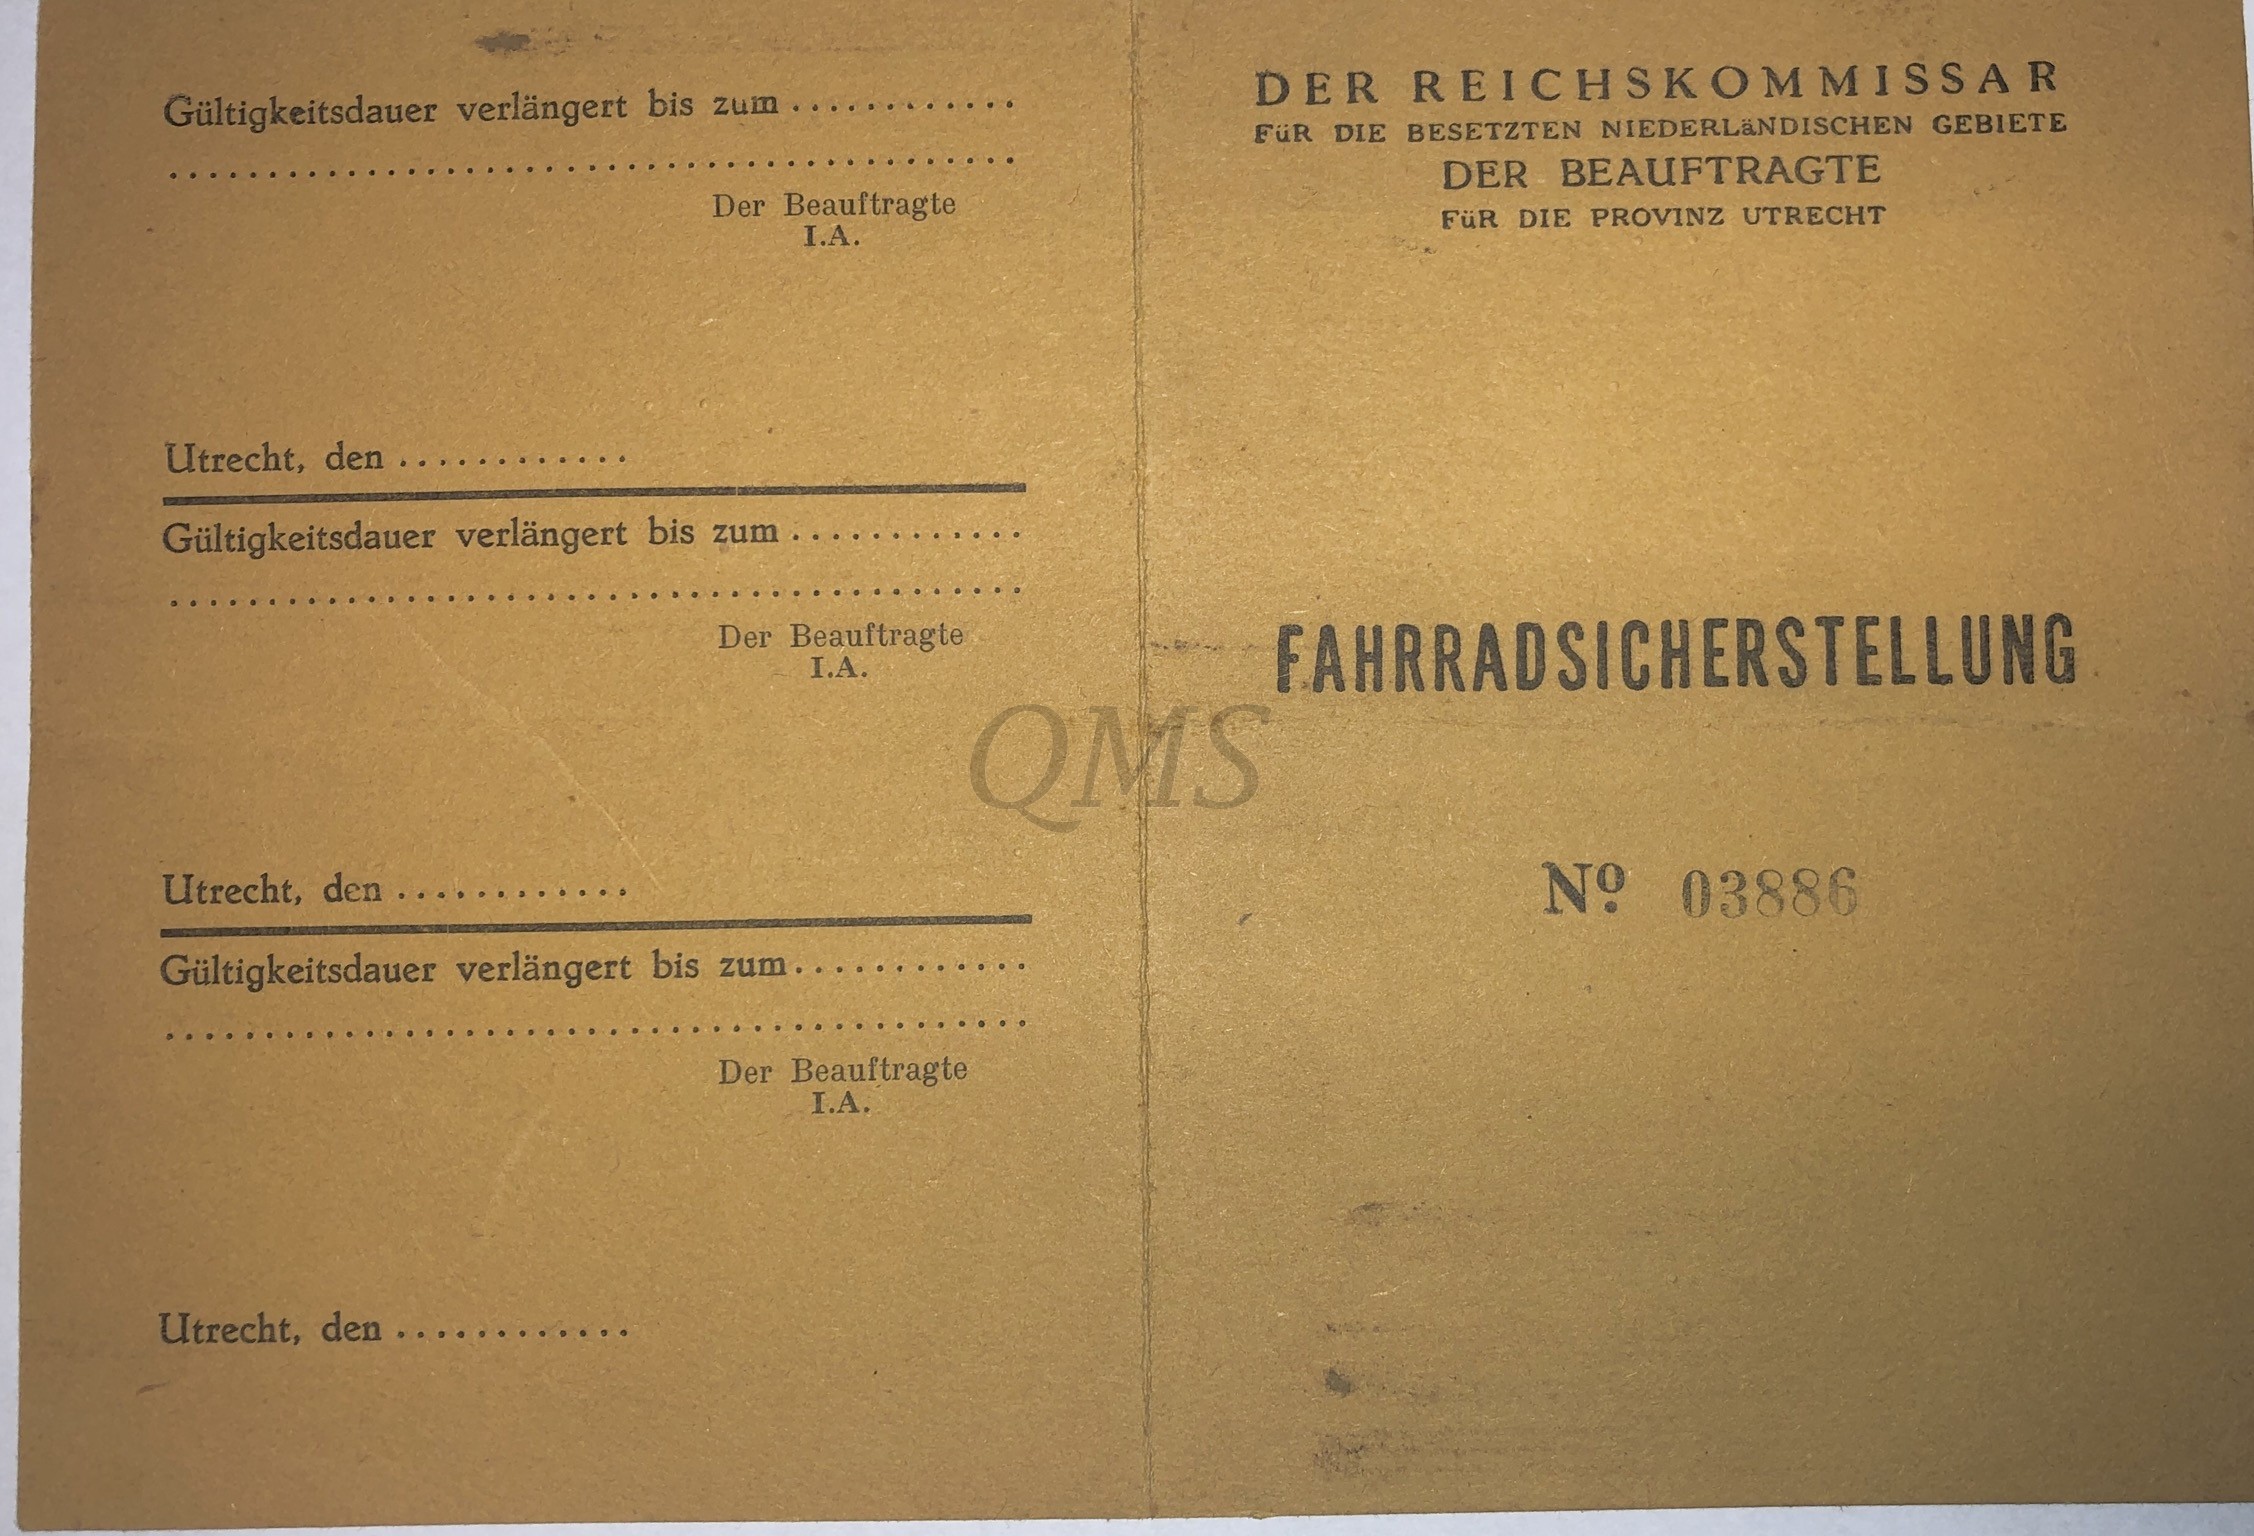 Gültigkeitsdauer verlängert bis zum ............
............................................
Der Beauftragte
I.A.
Utrecht, den ............
Gültigkeitsdauer verlängert bis zum ............
............................................
Der Beauftragte
I.A.
Utrecht, den ............
Gültigkeitsdauer verlängert bis zum ............
............................................
Der Beauftragte
I.A.
Utrecht, den ............
DER REICHSKOMMISSAR
FüR DIE BESETZTEN NIEDERLäNDISCHEN GEBIETE
DER BEAUFTRAGTE
FüR DIE PROVINZ UTRECHT
FAHRRADSICHERSTELLUNG
Nº 03886
QMS